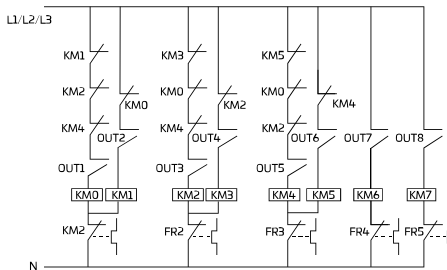 L1/L2/L3
KM1 KM3 KM5
KM2 KM0 KM0 KM0 KM2 KM4
KM4 OUT2 KM4 OUT4 KM2 OUT6 OUT7 OUT8
OUT1 OUT3 OUT5
KM0 KM1 KM2 KM3 KM4 KM5 KM6 KM7
KM2 FR2 FR3 FR4 FR5
N